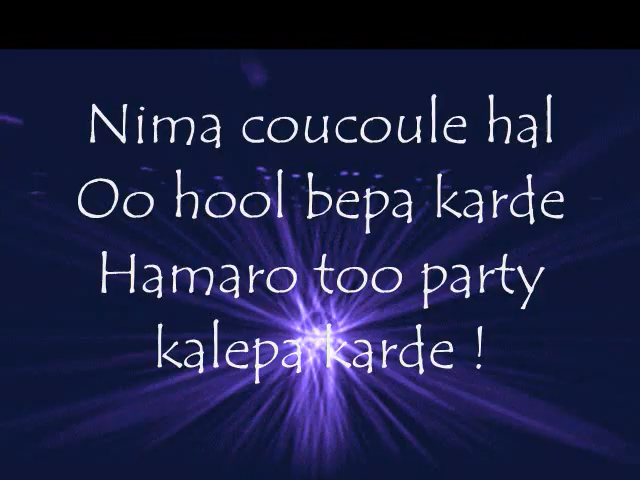 Nima coucoule hal
Oo hool bepa karde
Hamaro too party
kalepa karde !